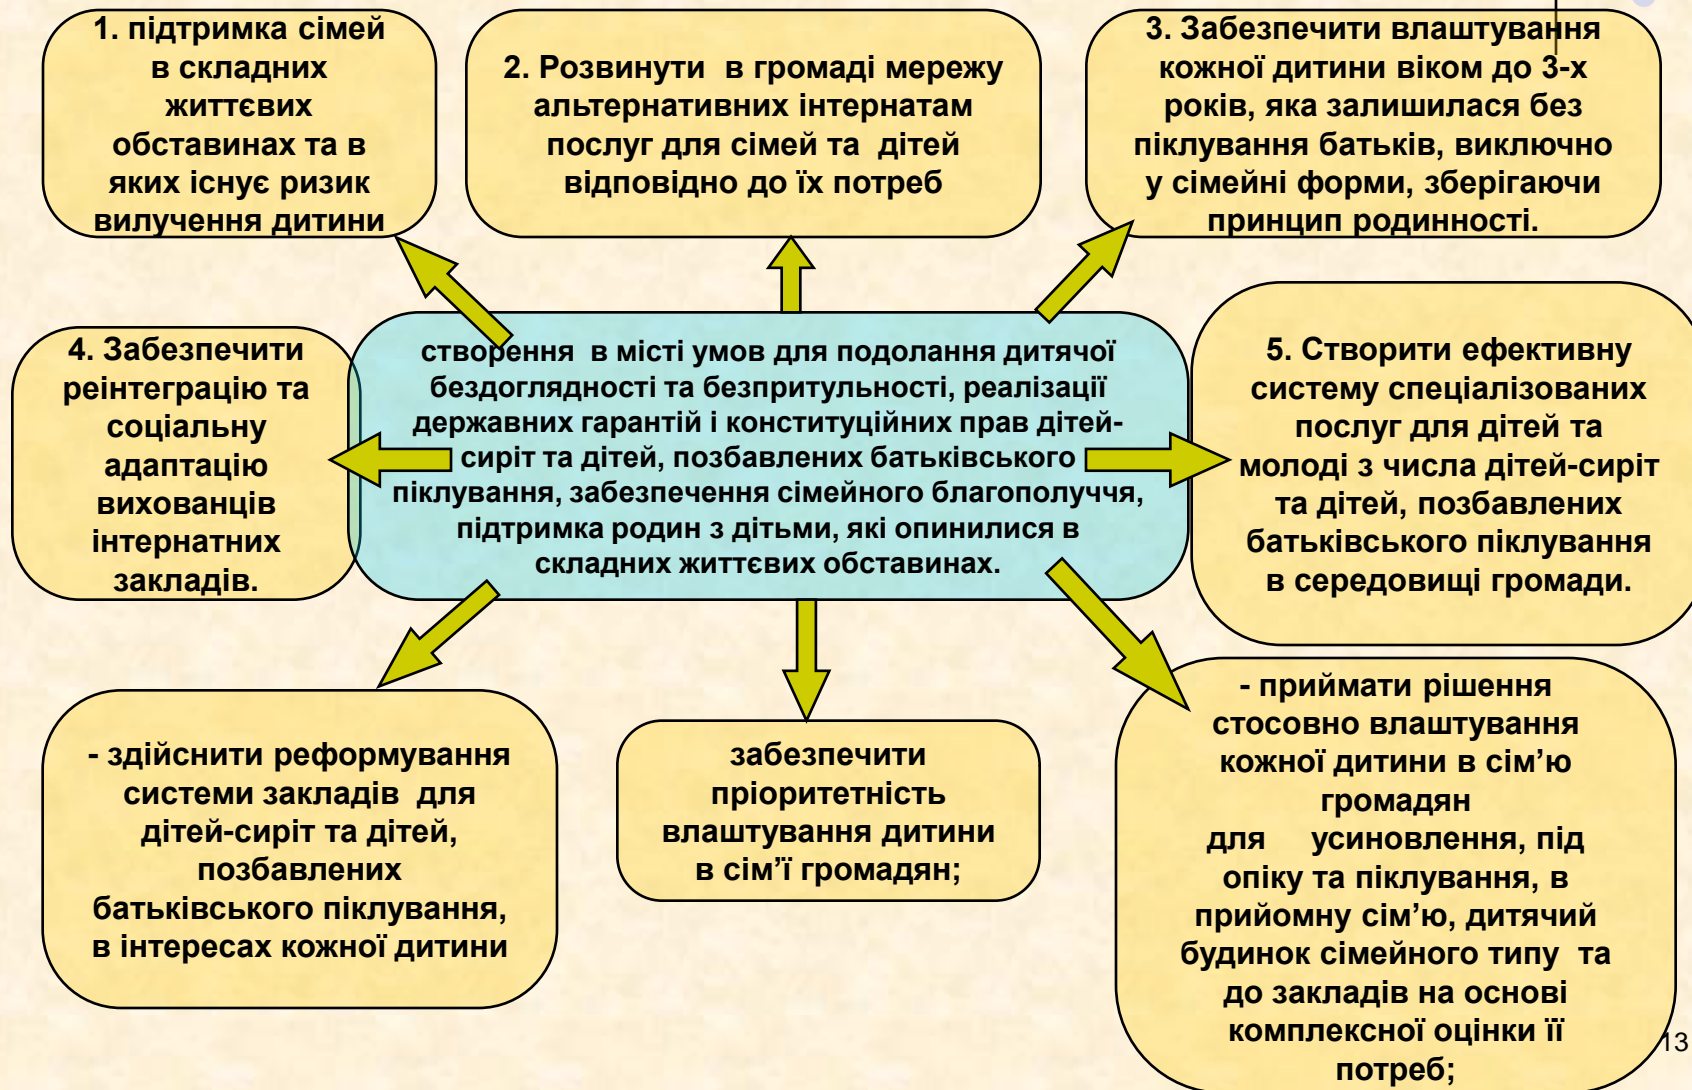 1. підтримка сімей
в складних
життєвих
обставинах та в
яких існує ризик
вилучення дитини
2. Розвинути в громаді мережу
альтернативних інтернатам
послуг для сімей та дітей
відповідно до їх потреб
3. Забезпечити влаштування
кожної дитини віком до 3-х
років, яка залишилася без
піклування батьків, виключно
у сімейні форми, зберігаючи
принцип родинності.
4. Забезпечити
реінтеграцію та
соціальну
адаптацію
вихованців
інтернатних
закладів.
створення в місті умов для подолання дитячої
бездоглядності та безпритульності, реалізації
державних гарантій і конституційних прав дітей-
сиріт та дітей, позбавлених батьківського
піклування, забезпечення сімейного благополуччя,
підтримка родин з дітьми, які опинилися в
складних життєвих обставинах.
5. Створити ефективну
систему спеціалізованих
послуг для дітей та
молоді з числа дітей-сиріт
та дітей, позбавлених
батьківського піклування
в середовищі громади.
- здійснити реформування
системи закладів для
дітей-сиріт та дітей,
позбавлених
батьківського піклування,
в інтересах кожної дитини
забезпечити
пріоритетність
влаштування дитини
в сім’ї громадян;
- приймати рішення
стосовно влаштування
кожної дитини в сім’ю
громадян
для усиновлення, під
опіку та піклування, в
прийомну сім’ю, дитячий
будинок сімейного типу та
до закладів на основі
комплексної оцінки її
потреб;
13